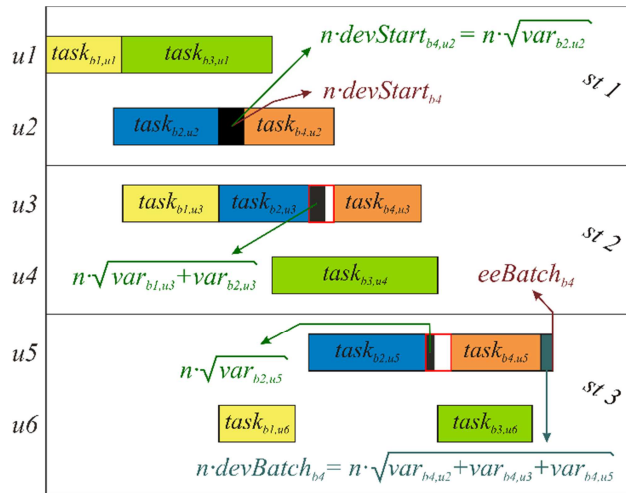 n·devStart_{b4,u2} = n·√var_{b2,u2}
u1 task_{b1,u1} task_{b3,u1}
st 1
n·devStart_{b4}
u2 task_{b2,u2} task_{b4,u2}
u3 task_{b1,u3} task_{b2,u3} task_{b4,u3}
st 2
n·√var_{b1,u3}+var_{b2,u3}
u4 task_{b3,u4}
eeBatch_{b4}
u5 task_{b2,u5} task_{b4,u5}
st 3
n·√var_{b2,u5}
u6 task_{b1,u6} task_{b3,u6}
n·devBatch_{b4} = n·√var_{b4,u2}+var_{b4,u3}+var_{b4,u5}